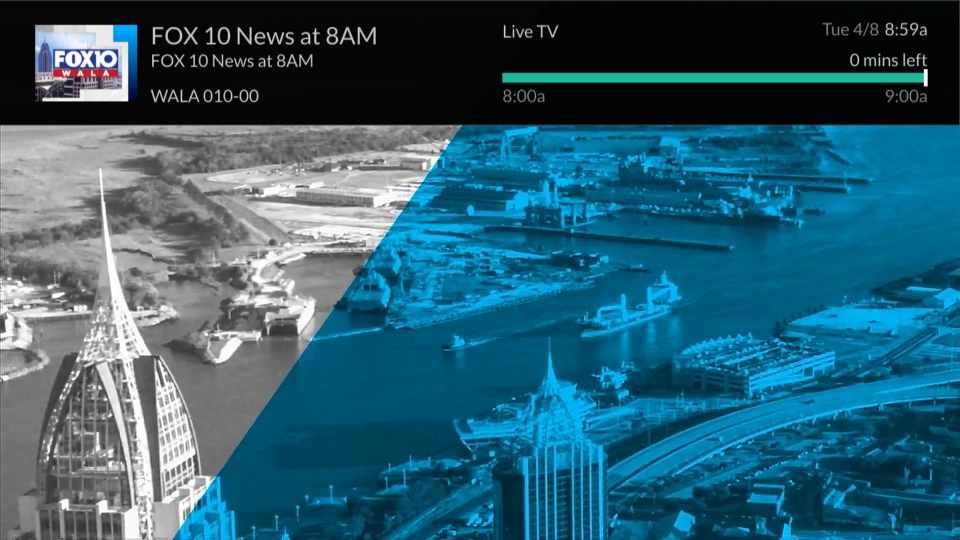 FOX 10 News at 8AM
FOX 10 News at 8AM
WALA 010-00
FOX10
WALA
Live TV
Tue 4/8 8:59a
0 mins left
8:00a
9:00a